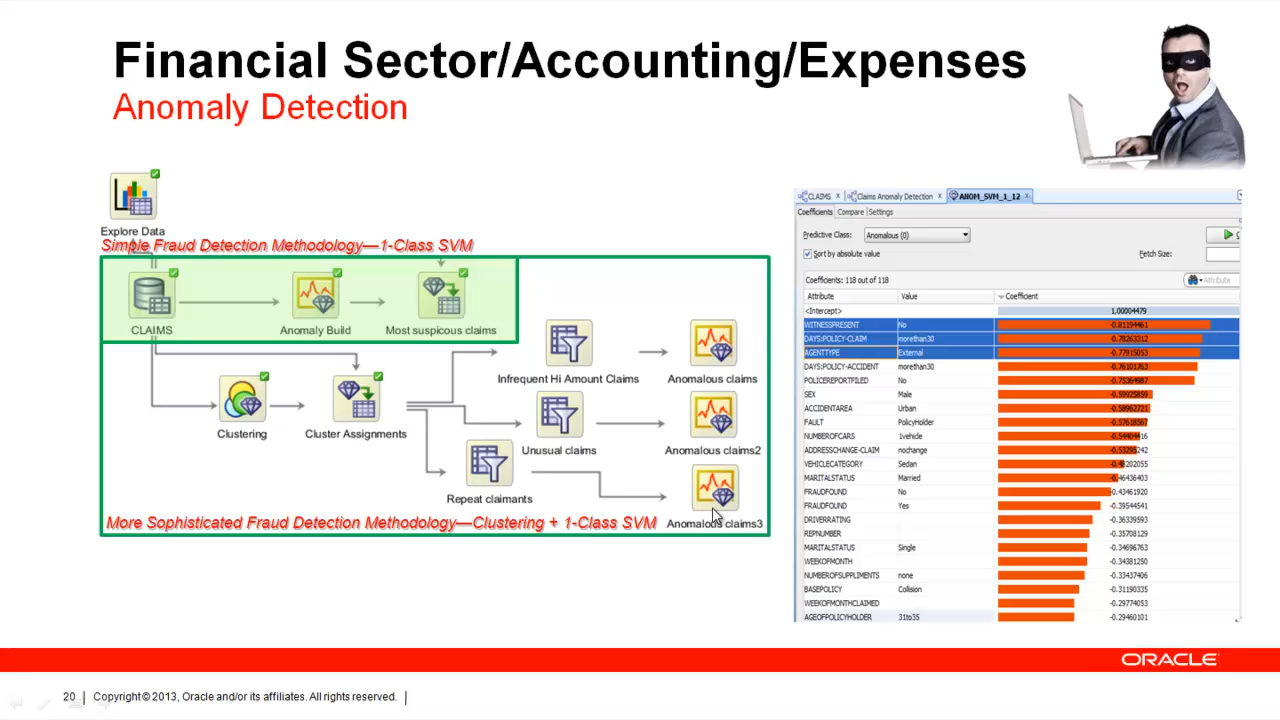 Financial Sector/Accounting/Expenses
Anomaly Detection
Explore Data
Simple Fraud Detection Methodology—1-Class SVM
CLAIMS
Anomaly Build
Most suspicous claims
Infrequent Hi Amount Claims
Anomalous claims
Clustering
Cluster Assignments
Unusual claims
Anomalous claims2
Repeat claimants
Anomalous claims3
More Sophisticated Fraud Detection Methodology—Clustering + 1-Class SVM
CLAIMS x Claims Anomaly Detection x ANOM_SVM_1_12 x
Coefficients Compare Settings
Predictive Class: Anomalous (0)
Sort by absolute value Fetch Size:
Coefficients: 118 out of 118 Attribute
Attribute Value Coefficient
<Intercept> 1.00004479
WITNESSPRESENT No -0.81194461
DAYS:POLICY-CLAIM morethan30 -0.78263312
AGENTTYPE External -0.77915053
DAYS:POLICY-ACCIDENT morethan30 -0.76101763
POLICEREPORTFILED No -0.75364987
SEX Male -0.59925859
ACCIDENTAREA Urban -0.58962721
FAULT PolicyHolder -0.57618567
NUMBEROFCARS 1vehide -0.54404416
ADDRESSCHANGE-CLAIM nochange -0.53295242
VEHICLECATEGORY Sedan -0.48202055
MARITALSTATUS Married -0.46436403
FRAUDFOUND No -0.43461920
FRAUDFOUND Yes -0.39554965
DRIVERRATING -0.36339593
REPNUMBER -0.35708129
MARITALSTATUS Single -0.34696763
WEEKOFMONTH -0.34381250
NUMBEROFSUPPLIMENTS none -0.33437406
BASEPOLICY Collision -0.31190335
WEEKOFMONTHCLAIMED -0.29774053
AGEOFPOLICYHOLDER 31to35 -0.29460101
ORACLE
20 Copyright © 2013, Oracle and/or its affiliates. All rights reserved.